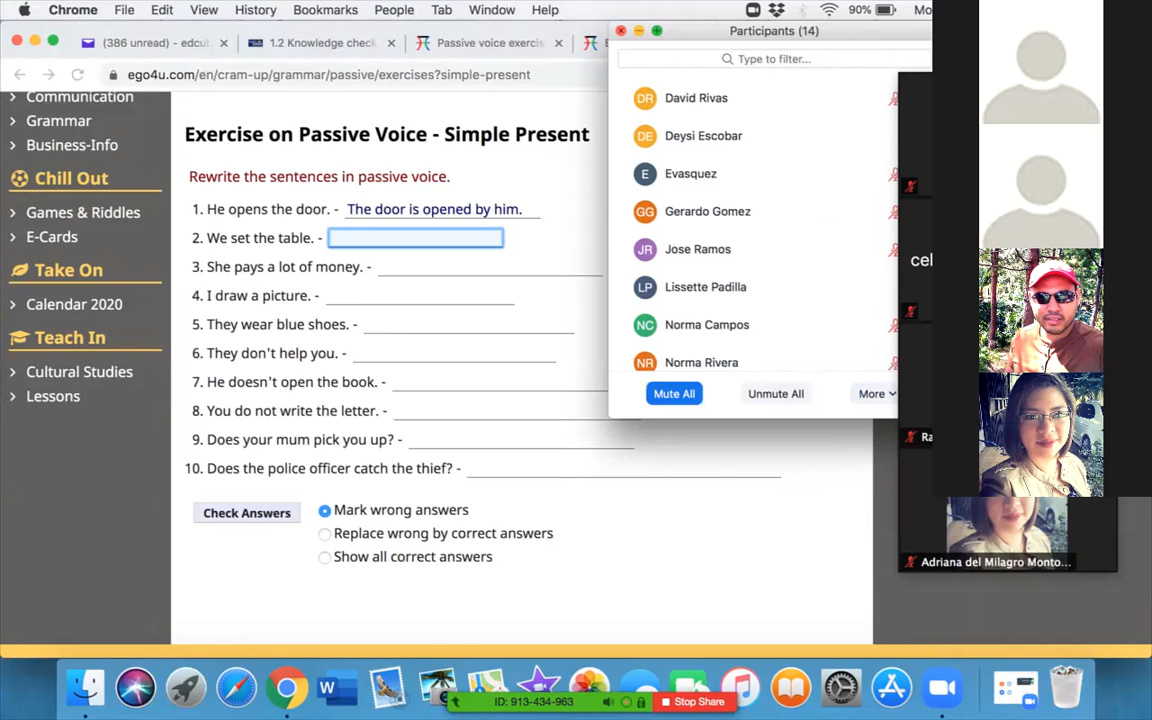 Chrome File Edit View History Bookmarks People Tab Window Help 90% Mo
(386 unread) - edcut × 1.2 Knowledge check × Passive voice exercis ×
ego4u.com/en/cram-up/grammar/passive/exercises?simple-present
Participants (14)
Type to filter...
Communication
Grammar
Business-Info
Chill Out
Games & Riddles
E-Cards
Take On
Calendar 2020
Teach In
Cultural Studies
Lessons
Exercise on Passive Voice - Simple Present
Rewrite the sentences in passive voice.
1. He opens the door. - The door is opened by him.
2. We set the table. -
3. She pays a lot of money. -
4. I draw a picture. -
5. They wear blue shoes. -
6. They don't help you. -
7. He doesn't open the book. -
8. You do not write the letter. -
9. Does your mum pick you up? -
10. Does the police officer catch the thief? -
Check Answers
Mark wrong answers
Replace wrong by correct answers
Show all correct answers
DR David Rivas
DE Deysi Escobar
E Evasquez
GG Gerardo Gomez
JR Jose Ramos
LP Lissette Padilla
NC Norma Campos
NR Norma Rivera
Mute All Unmute All More
cel
Ra
Adriana del Milagro Monto...
W
ID: 913-434-963 Stop Share